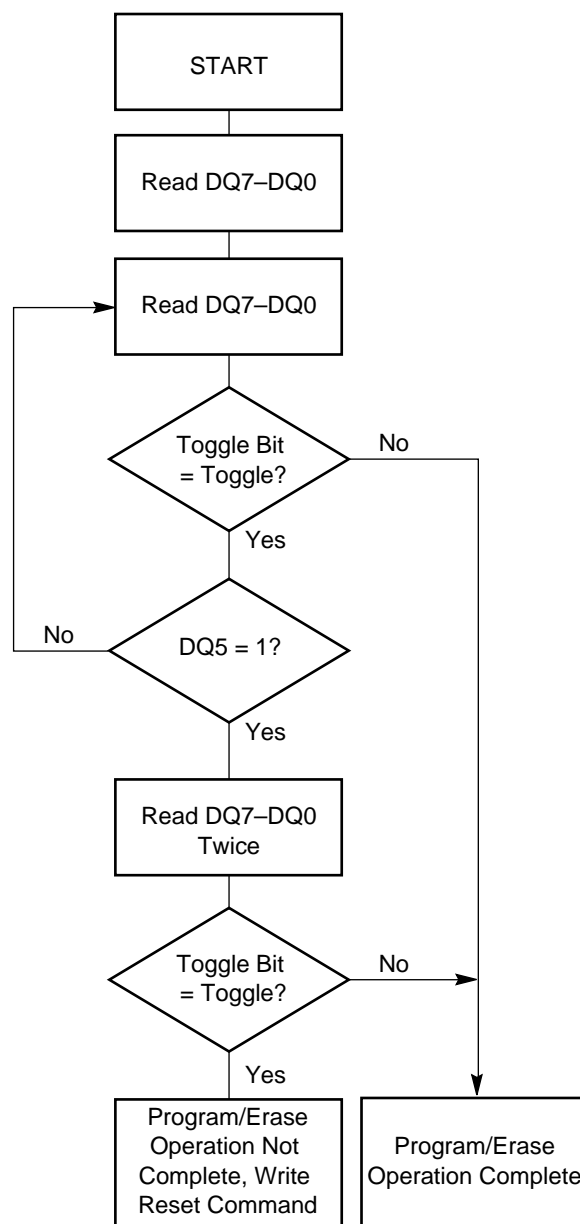 START
Read DQ7–DQ0
Read DQ7–DQ0
Toggle Bit
= Toggle?
No
Yes
No
DQ5 = 1?
Yes
Read DQ7–DQ0
Twice
Toggle Bit
= Toggle?
No
Yes
Program/Erase
Operation Not
Complete, Write
Reset Command
Program/Erase
Operation Complete